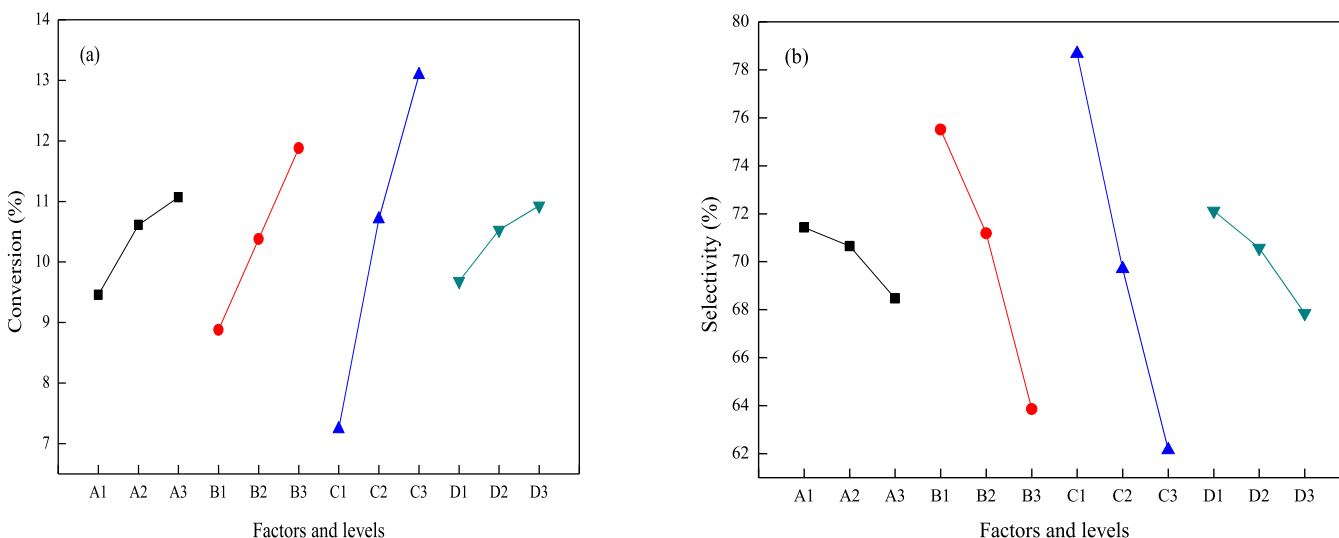 (a)
Conversion (%)
14
13
12
11
10
9
8
7
A1 A2 A3 B1 B2 B3 C1 C2 C3 D1 D2 D3
Factors and levels
(b)
Selectivity (%)
80
78
76
74
72
70
68
66
64
62
A1 A2 A3 B1 B2 B3 C1 C2 C3 D1 D2 D3
Factors and levels